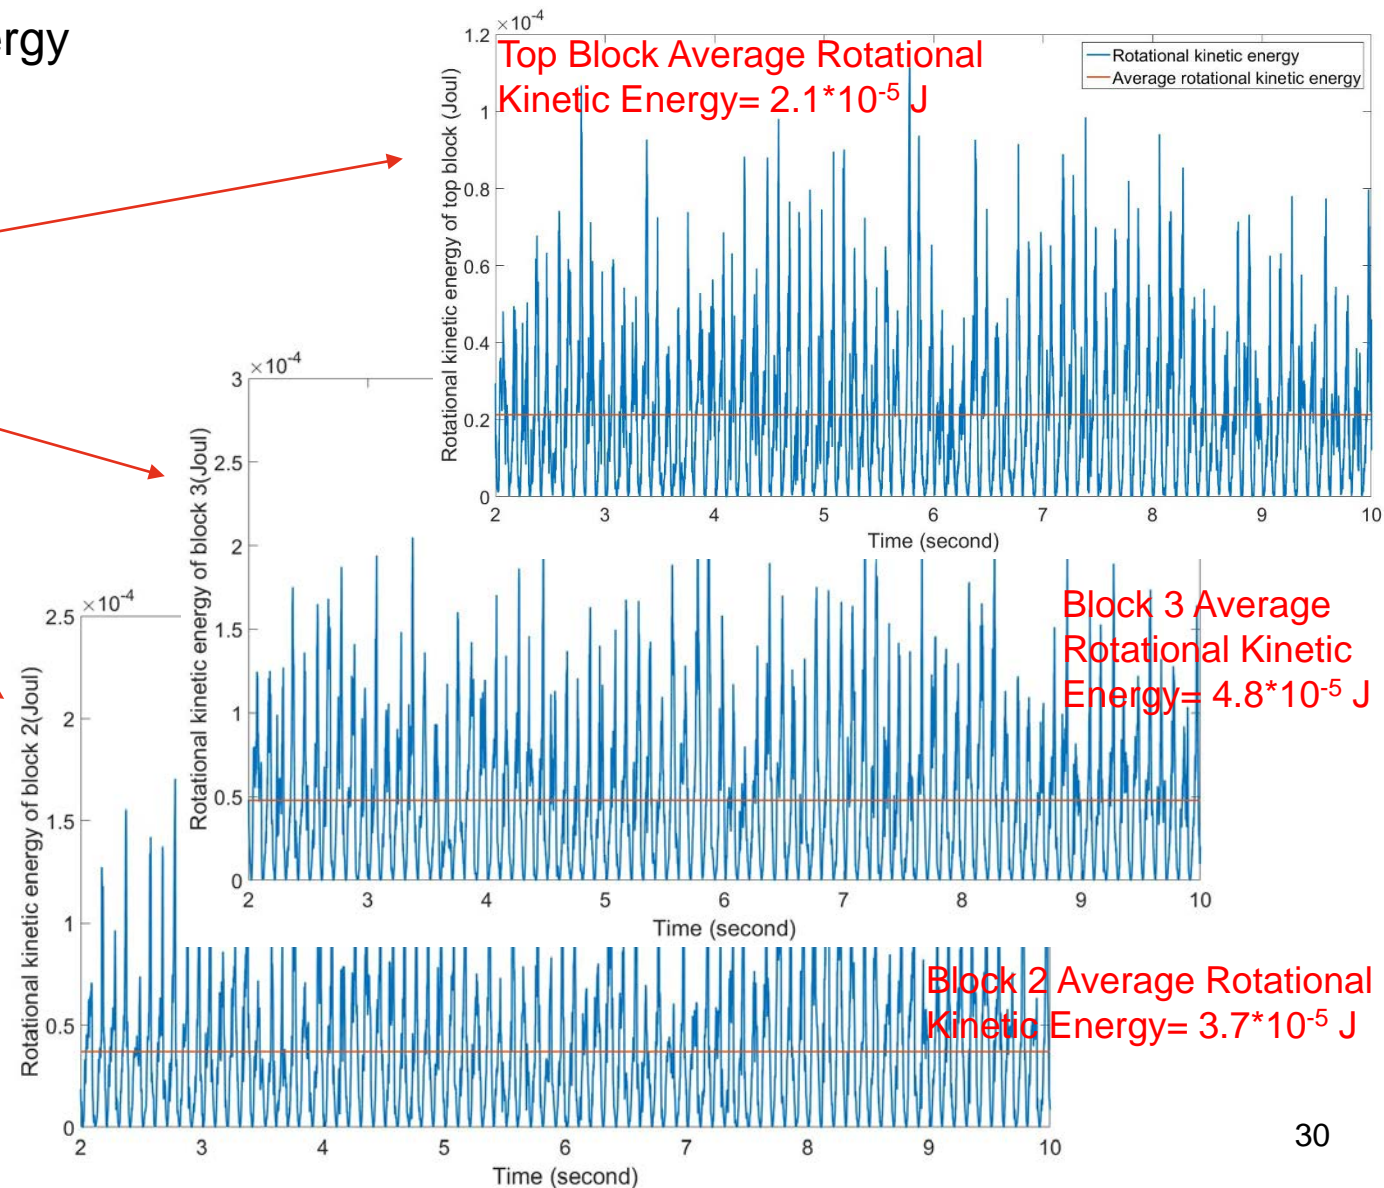 ergy
×10-4
Top Block Average Rotational
Kinetic Energy= 2.1*10-5 J
Rotational kinetic energy
Average rotational kinetic energy
Rotational kinetic energy of top block (Joul)
1.2
1
0.8
0.6
0.4
0.2
0
2 3 4 5 6 7 8 9 10
Time (second)
×10-4
Rotational kinetic energy of block 3(Joul)
3
2.5
2
1.5
1
0.5
0
Block 3 Average
Rotational Kinetic
Energy= 4.8*10-5 J
2 3 4 5 6 7 8 9 10
Time (second)
×10-4
Rotational kinetic energy of block 2(Joul)
2.5
2
1.5
1
0.5
0
Block 2 Average Rotational
Kinetic Energy= 3.7*10-5 J
2 3 4 5 6 7 8 9 10
Time (second)
30